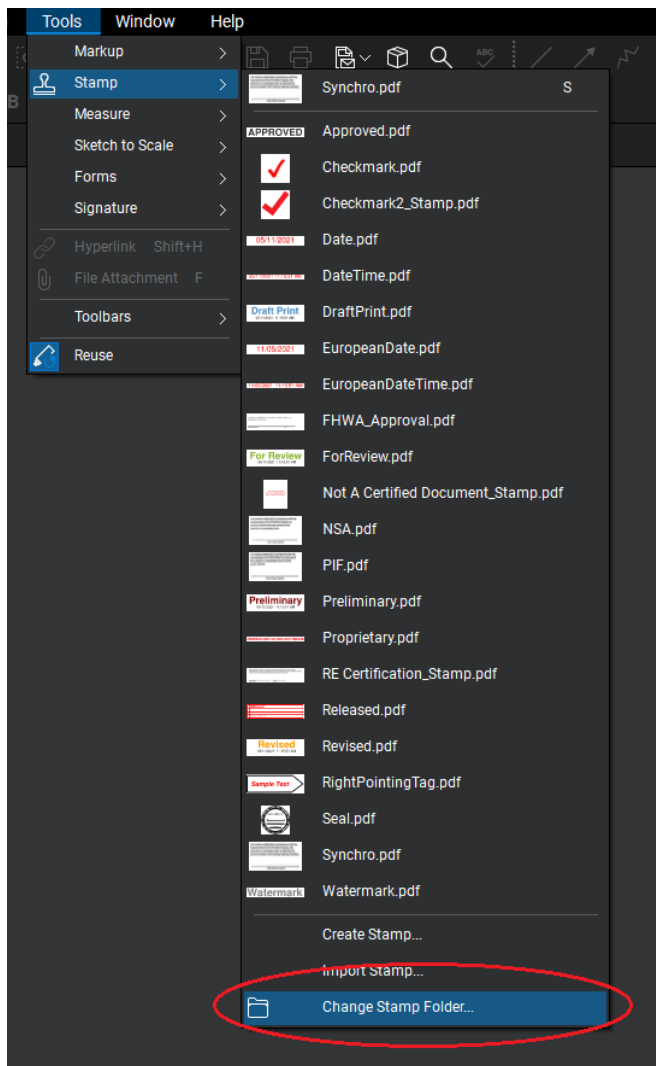 Tools Window Help
Markup
Stamp
Synchro.pdf S
Measure
Sketch to Scale
Forms
Signature
Hyperlink Shift+H
File Attachment F
Toolbars
Reuse
APPROVED Approved.pdf
Checkmark.pdf
Checkmark2_Stamp.pdf
05/11/2021 Date.pdf
DateTime.pdf
Draft Print DraftPrint.pdf
11/05/2021 EuropeanDate.pdf
EuropeanDateTime.pdf
FHWA_Approval.pdf
For Review ForReview.pdf
Not A Certified Document_Stamp.pdf
NSA.pdf
PIF.pdf
Preliminary Preliminary.pdf
Proprietary.pdf
RE Certification_Stamp.pdf
Released.pdf
Revised Revised.pdf
Sample Text RightPointingTag.pdf
Seal.pdf
Synchro.pdf
Watermark Watermark.pdf
Create Stamp...
Import Stamp...
Change Stamp Folder...
ABC
B